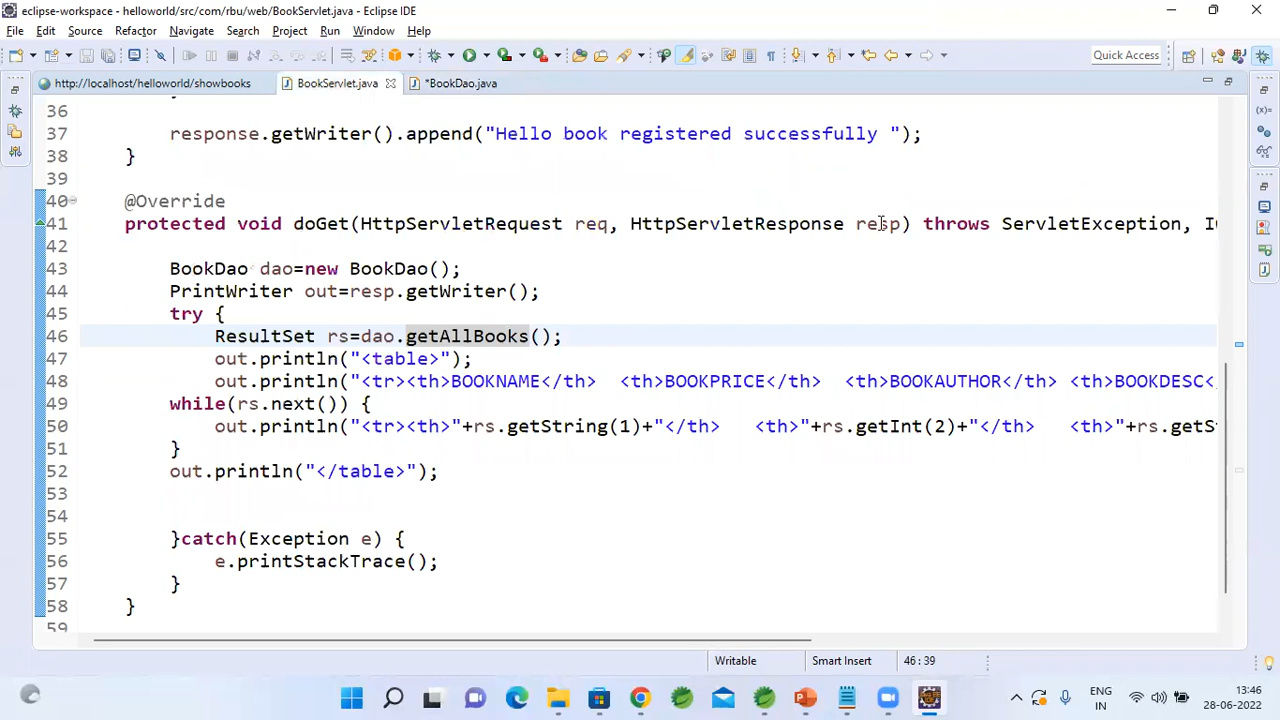 eclipse-workspace - helloworld/src/com/rbu/web/BookServlet.java - Eclipse IDE
File Edit Source Refactor Navigate Search Project Run Window Help
Quick Access
http://localhost/helloworld/showbooks BookServlet.java *BookDao.java
36
37 response.getWriter().append("Hello book registered successfully ");
38 }
39
40 @Override
41 protected void doGet(HttpServletRequest req, HttpServletResponse resp) throws ServletException, I
42
43 BookDao dao=new BookDao();
44 PrintWriter out=resp.getWriter();
45 try {
46 ResultSet rs=dao.getAllBooks();
47 out.println("<table>");
48 out.println("<tr><th>BOOKNAME</th> <th>BOOKPRICE</th> <th>BOOKAUTHOR</th> <th>BOOKDESC<
49 while(rs.next()) {
50 out.println("<tr><th>"+rs.getString(1)+"</th> <th>"+rs.getInt(2)+"</th> <th>"+rs.getS
51 }
52 out.println("</table>");
53
54
55 }catch(Exception e) {
56 e.printStackTrace();
57 }
58 }
59
Writable Smart Insert 46:39
ENG 13:46
IN 28-06-2022